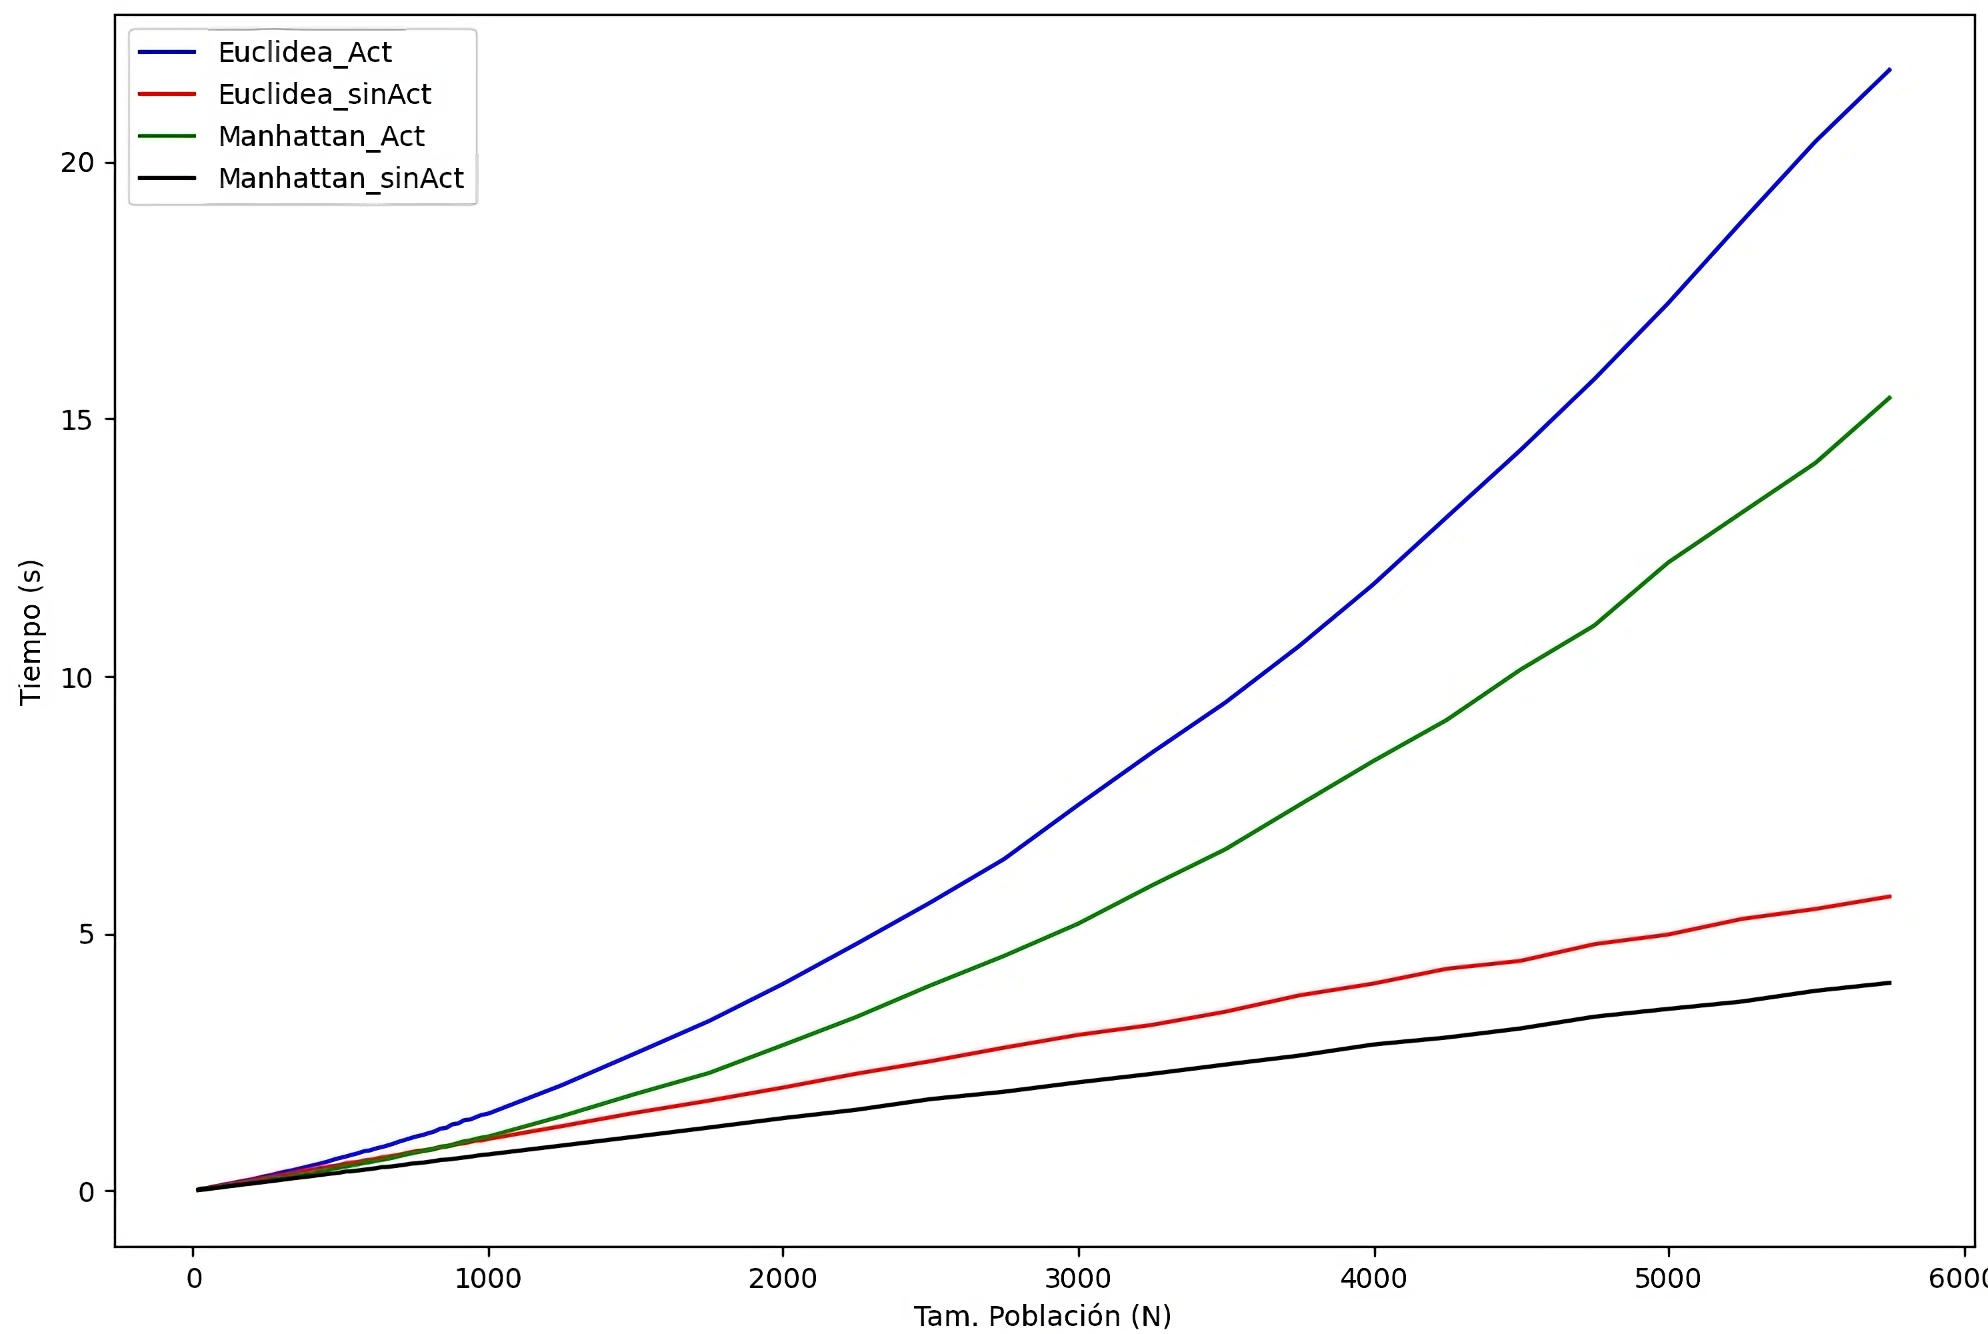 Euclidea_Act
Euclidea_sinAct
Manhattan_Act
Manhattan_sinAct
20
15
10
5
0
Tiempo (s)
0 1000 2000 3000 4000 5000 6000
Tam. Población (N)